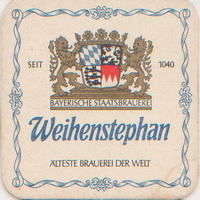 SEIT 1040
BAYERISCHE STAATSBRAUEREI
Weihenstephan
ÄLTESTE BRAUEREI DER WELT